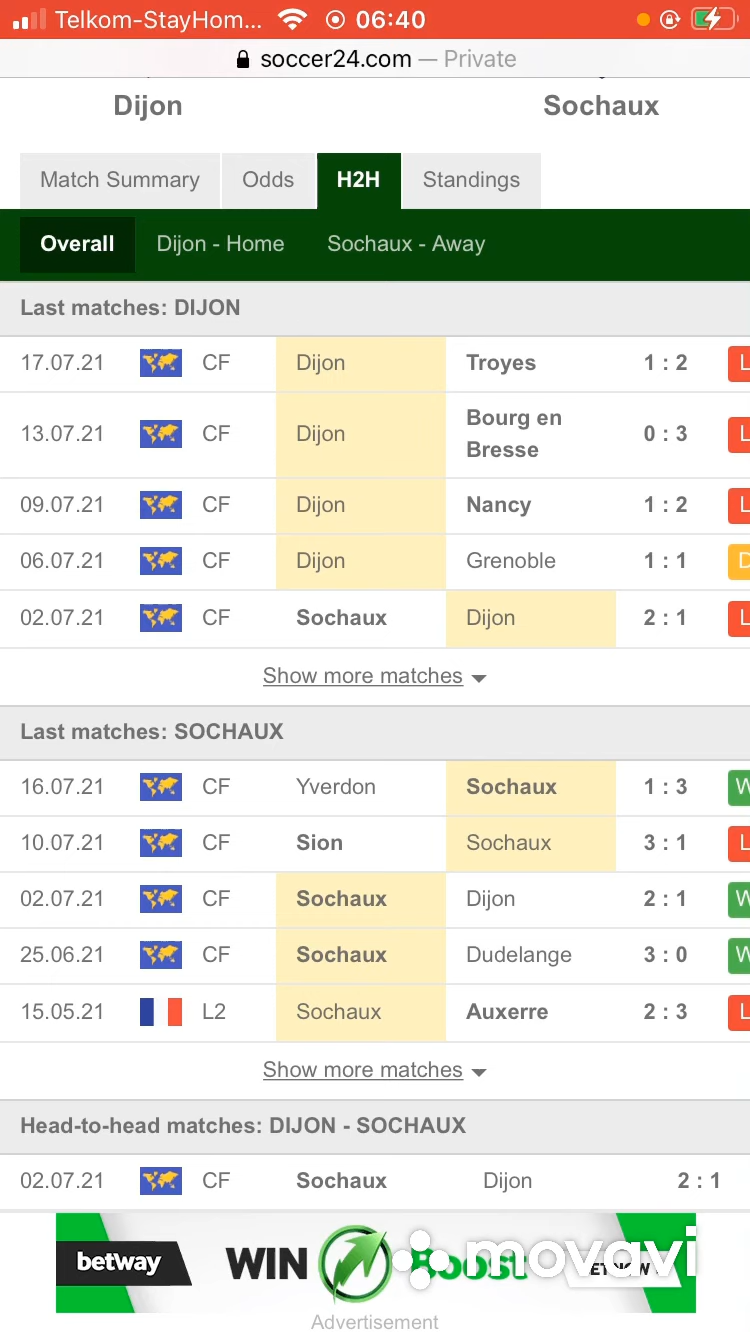 Telkom-StayHom... 06:40
soccer24.com — Private
Dijon Sochaux
Match Summary Odds H2H Standings
Overall Dijon - Home Sochaux - Away
Last matches: DIJON
17.07.21 CF Dijon Troyes 1 : 2 L
13.07.21 CF Dijon Bourg en
Bresse 0 : 3 L
09.07.21 CF Dijon Nancy 1 : 2 L
06.07.21 CF Dijon Grenoble 1 : 1 D
02.07.21 CF Sochaux Dijon 2 : 1 L
Show more matches
Last matches: SOCHAUX
16.07.21 CF Yverdon Sochaux 1 : 3 W
10.07.21 CF Sion Sochaux 3 : 1 L
02.07.21 CF Sochaux Dijon 2 : 1 W
25.06.21 CF Sochaux Dudelange 3 : 0 W
15.05.21 L2 Sochaux Auxerre 2 : 3 L
Show more matches
Head-to-head matches: DIJON - SOCHAUX
02.07.21 CF Sochaux Dijon 2 : 1
betway WIN movavi
Advertisement